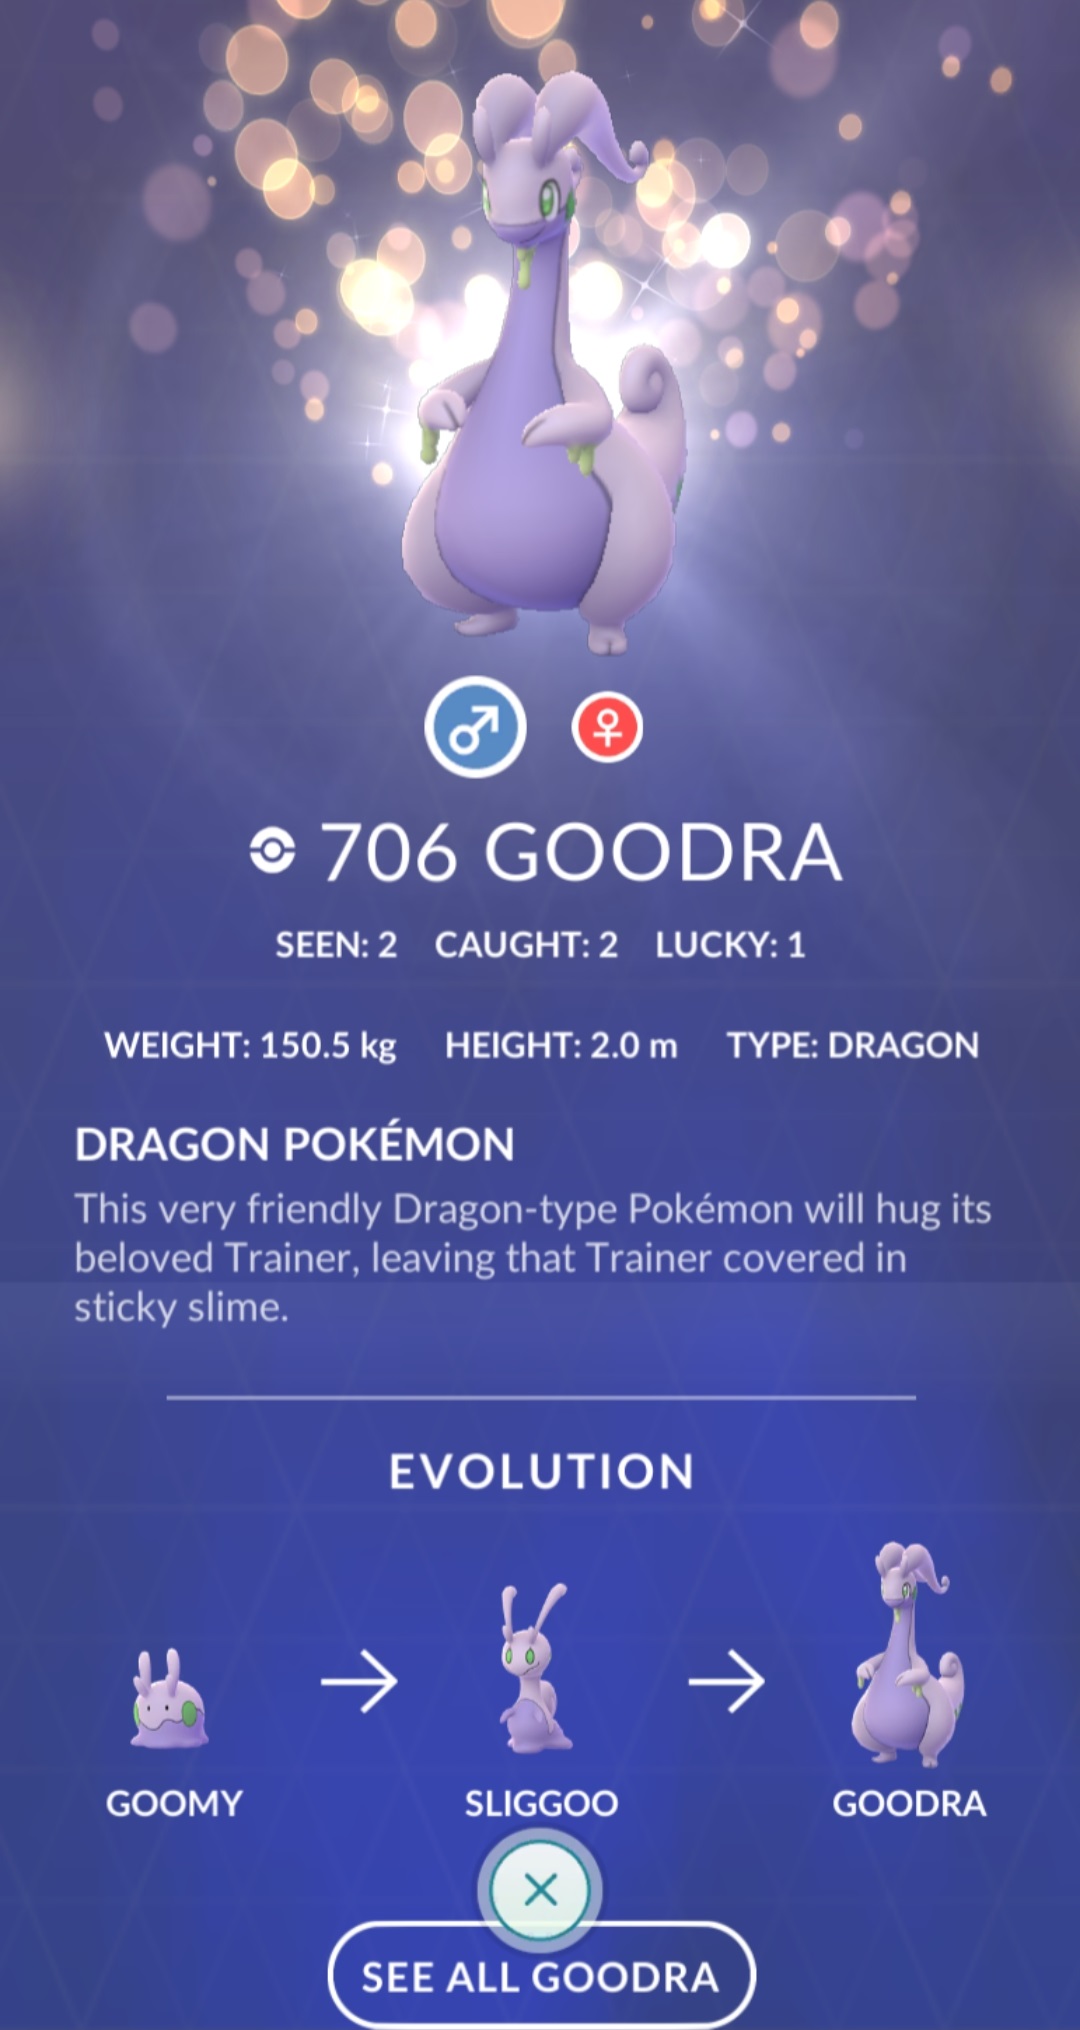 706 GOODRA
SEEN: 2 CAUGHT: 2 LUCKY: 1
WEIGHT: 150.5 kg HEIGHT: 2.0 m TYPE: DRAGON
DRAGON POKÉMON
This very friendly Dragon-type Pokémon will hug its
beloved Trainer, leaving that Trainer covered in
sticky slime.
EVOLUTION
GOOMY SLIGGOO GOODRA
SEE ALL GOODRA